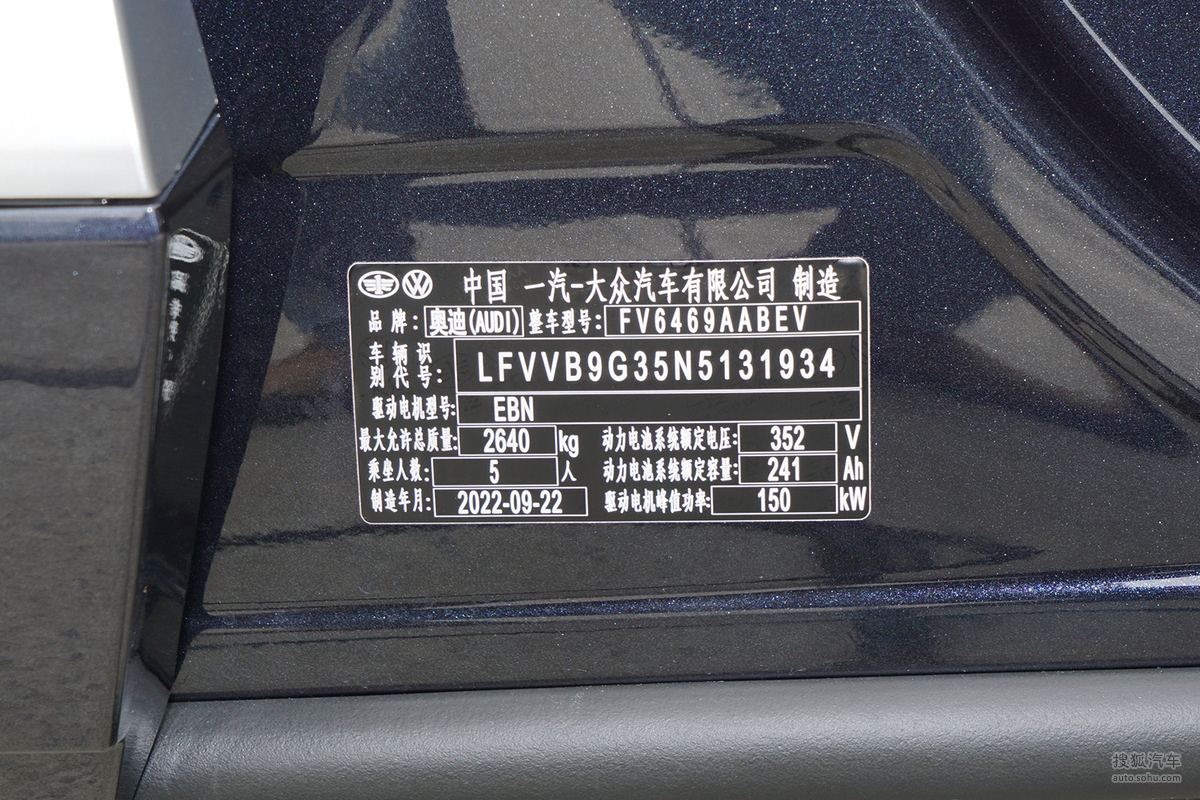 中国 一汽-大众汽车有限公司 制造
品牌: 奥迪(AUDI) 整车型号: FV6469AABEV
车辆识别代号: LFVVB9G35N5131934
驱动电机型号: EBN
最大允许总质量: 2640 kg 动力电池系统额定电压: 352 V
乘坐人数: 5 人 动力电池系统额定容量: 241 Ah
制造年月: 2022-09-22 驱动电机峰值功率: 150 kW
搜狐汽车
auto.sohu.com